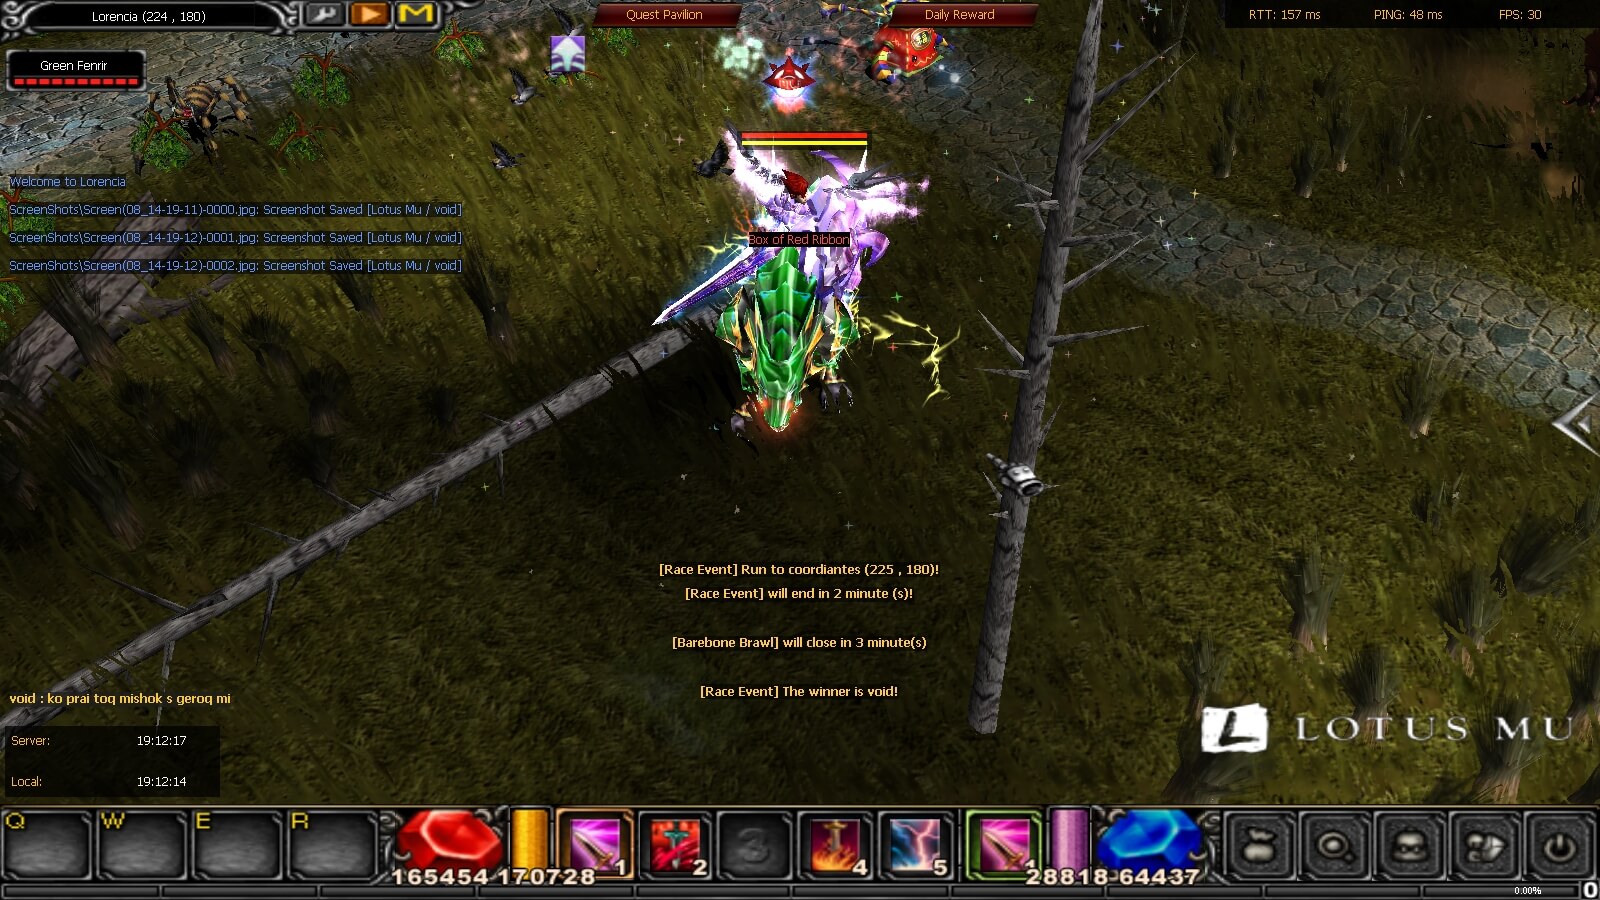 Lorencia (224 , 180)
Quest Pavilion
Daily Reward
RTT: 157 ms
PING: 48 ms
FPS: 30
Green Fenrir
Welcome to Lorencia
ScreenShots\Screen(08_14-19-11)-0000.jpg: Screenshot Saved [Lotus Mu / void]
ScreenShots\Screen(08_14-19-12)-0001.jpg: Screenshot Saved [Lotus Mu / void]
ScreenShots\Screen(08_14-19-12)-0002.jpg: Screenshot Saved [Lotus Mu / void]
Box of Red Ribbon
[Race Event] Run to coordiantes (225 , 180)!
[Race Event] will end in 2 minute (s)!
[Barebone Brawl] will close in 3 minute(s)
[Race Event] The winner is void!
void : ko prai toq mishok s geroq mi
Server: 19:12:17
Local: 19:12:14
L LOTUS MU
Q W E R
1 2 3 4 5 1
165454 170728
28818 64437
0.00% 0